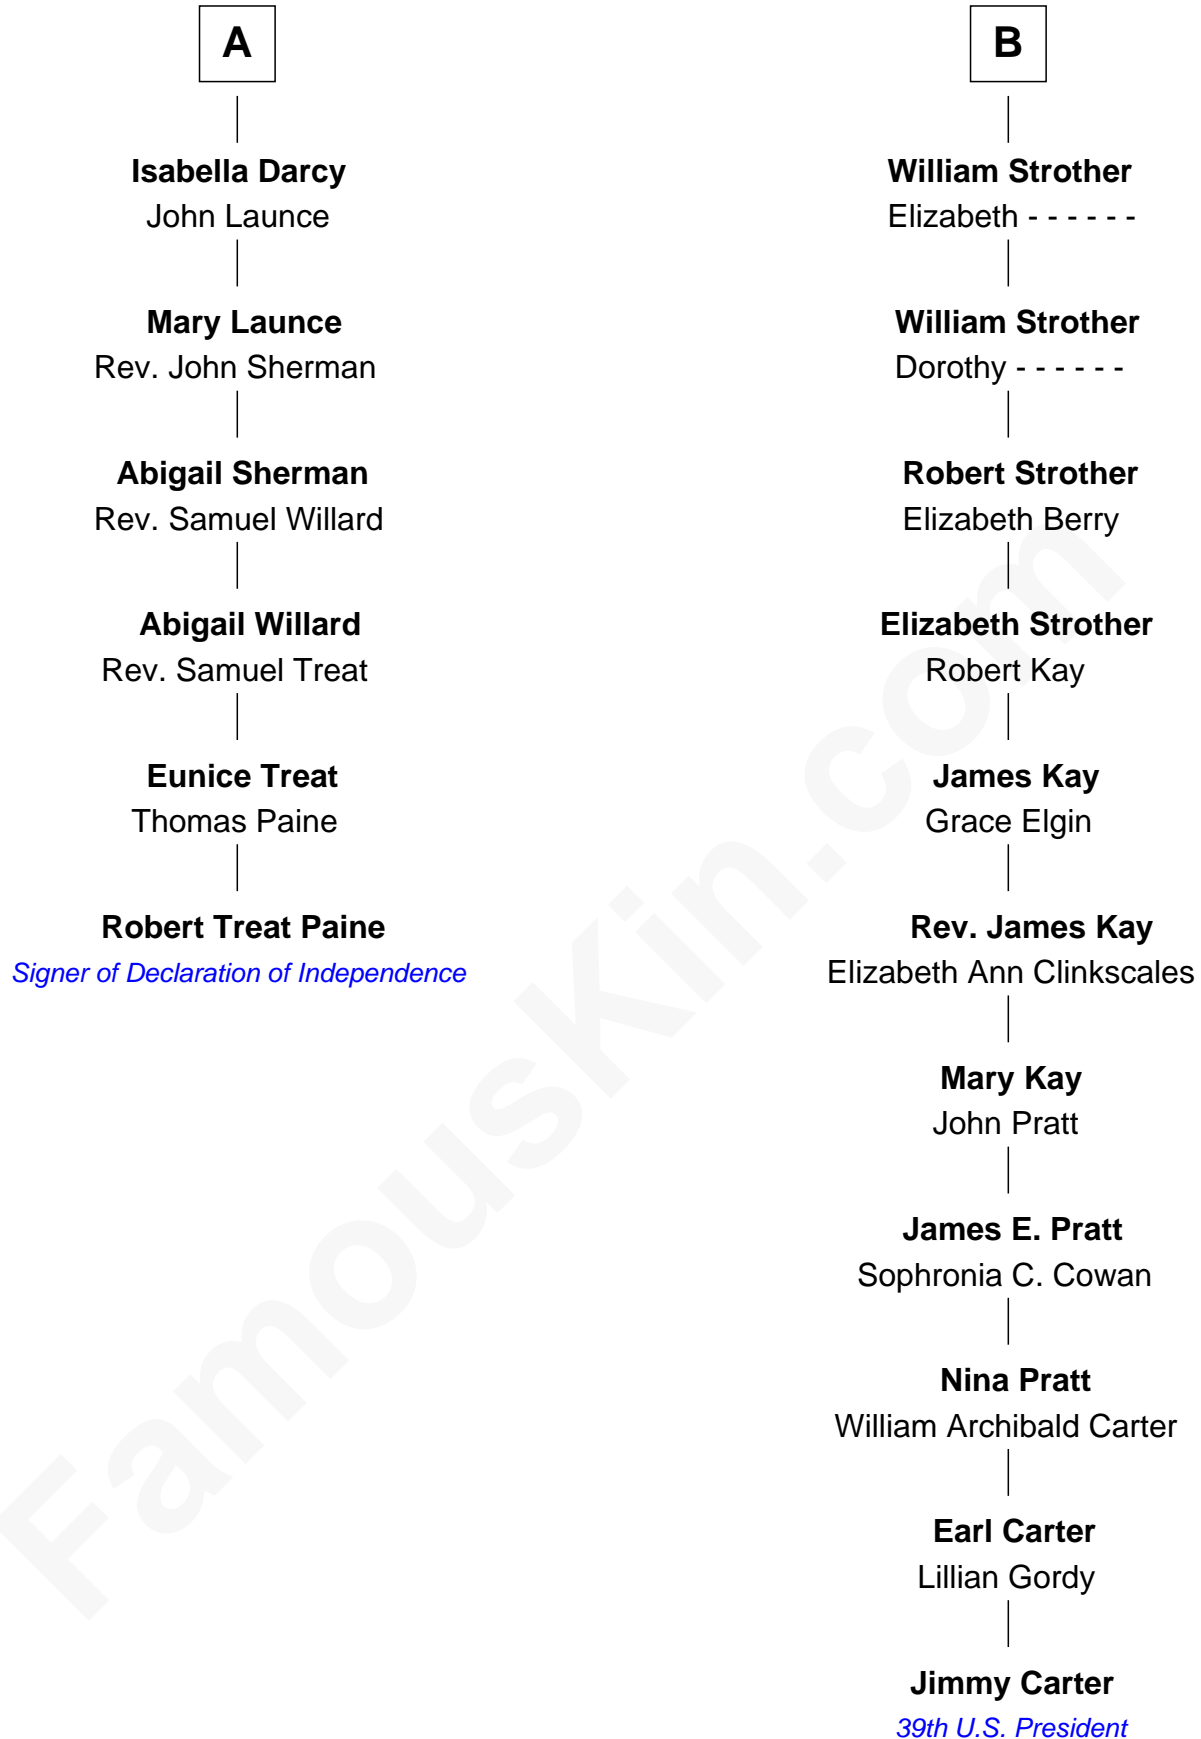 A
Isabella Darcy
John Launce
Mary Launce
Rev. John Sherman
Abigail Sherman
Rev. Samuel Willard
Abigail Willard
Rev. Samuel Treat
Eunice Treat
Thomas Paine
Robert Treat Paine
Signer of Declaration of Independence
B
William Strother
Elizabeth - - - - - -
William Strother
Dorothy - - - - - -
Robert Strother
Elizabeth Berry
Elizabeth Strother
Robert Kay
James Kay
Grace Elgin
Rev. James Kay
Elizabeth Ann Clinkscales
Mary Kay
John Pratt
James E. Pratt
Sophronia C. Cowan
Nina Pratt
William Archibald Carter
Earl Carter
Lillian Gordy
Jimmy Carter
39th U.S. President
FamousKin.com